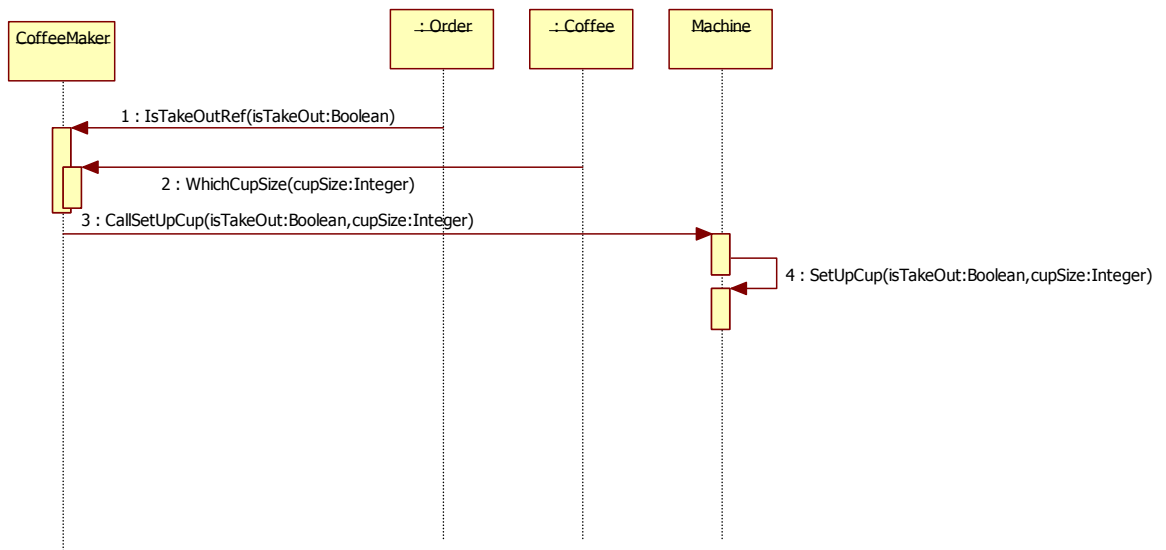 CoffeeMaker
: Order
: Coffee
Machine
1 : IsTakeOutRef(isTakeOut:Boolean)
2 : WhichCupSize(cupSize:Integer)
3 : CallSetUpCup(isTakeOut:Boolean,cupSize:Integer)
4 : SetUpCup(isTakeOut:Boolean,cupSize:Integer)